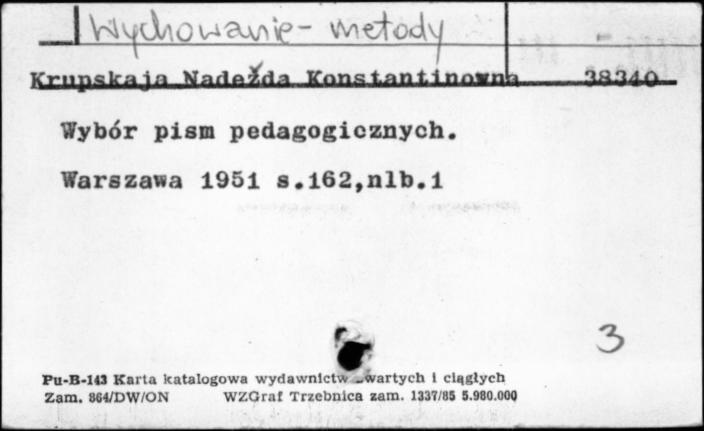 Wychowanie - metody
Krupskaja Nadežda Konstantinowna 38340
Wybór pism pedagogicznych.
Warszawa 1951 s.162,nlb.1
3
Pu-B-143 Karta katalogowa wydawnictw zwartych i ciągłych
Zam. 864/DW/ON WZGraf Trzebnica zam. 1337/85 5.980.000